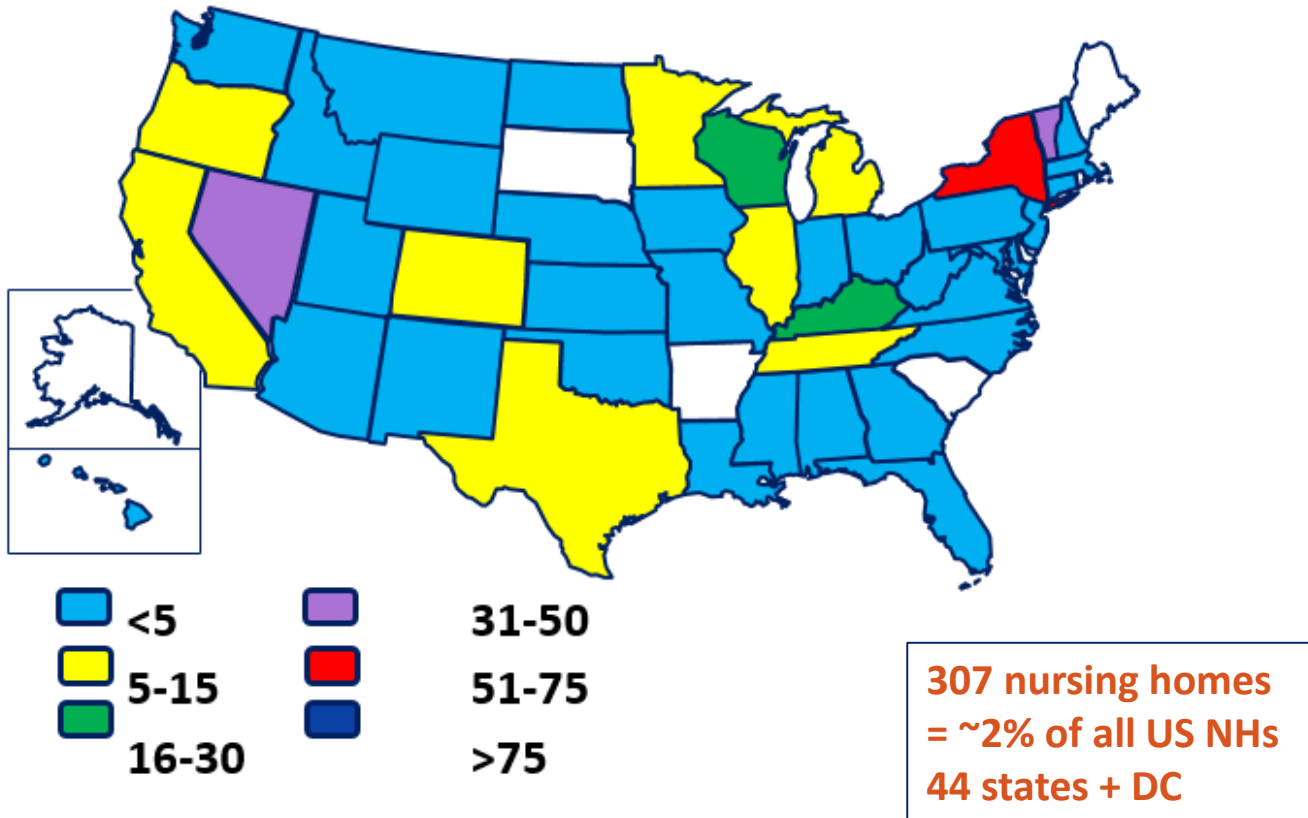 <5
31-50
5-15
51-75
16-30
>75
307 nursing homes
= ~2% of all US NHs
44 states + DC